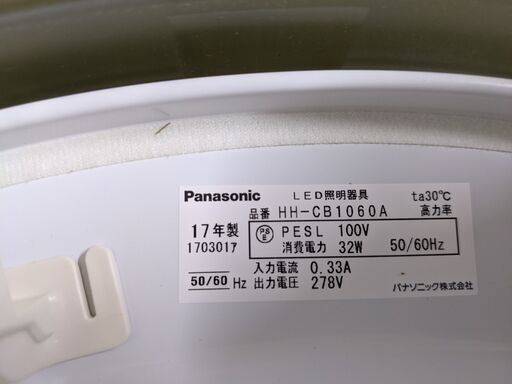 Panasonic LED照明器具 ta30℃
品番 HH-CB1060A 高力率
17年製 PS E PESL 100V
1703017 消費電力 32W 50/60Hz
入力電流 0.33A
50/60 Hz 出力電圧 278V
パナソニック株式会社